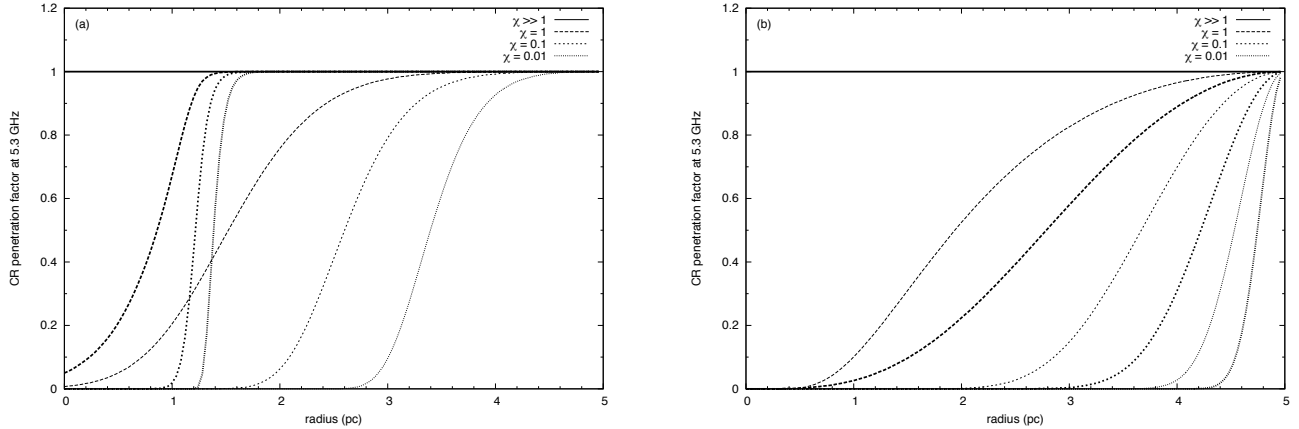 (a)
χ >> 1
χ = 1
χ = 0.1
χ = 0.01
CR penetration factor at 5.3 GHz
1.2
1
0.8
0.6
0.4
0.2
0
0 1 2 3 4 5
radius (pc)
(b)
χ >> 1
χ = 1
χ = 0.1
χ = 0.01
CR penetration factor at 5.3 GHz
1.2
1
0.8
0.6
0.4
0.2
0
0 1 2 3 4 5
radius (pc)